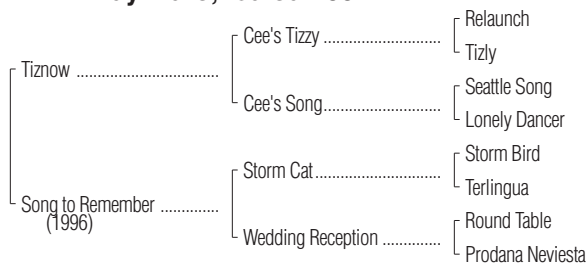 Relaunch
Cee's Tizzy
Tizly
Tiznow
Seattle Song
Cee's Song
Lonely Dancer
Storm Bird
Storm Cat
Terlingua
Song to Remember
(1996)
Round Table
Wedding Reception
Prodana Neviesta